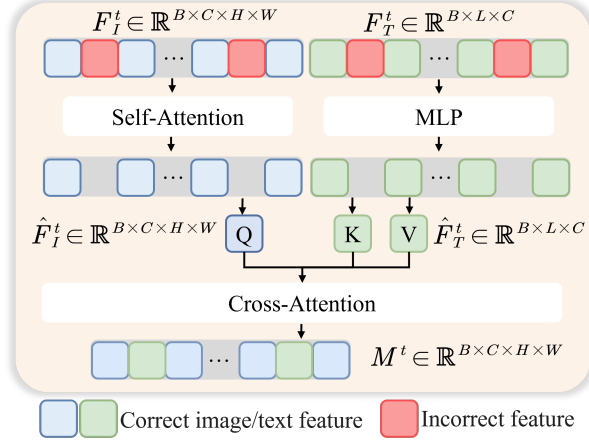 F_I^t ∈ ℝ^{B×C×H×W} F_T^t ∈ ℝ^{B×L×C}
... ...
Self-Attention MLP
... ...
F̂_I^t ∈ ℝ^{B×C×H×W} Q K V F̂_T^t ∈ ℝ^{B×L×C}
Cross-Attention
... M^t ∈ ℝ^{B×C×H×W}
Correct image/text feature Incorrect feature